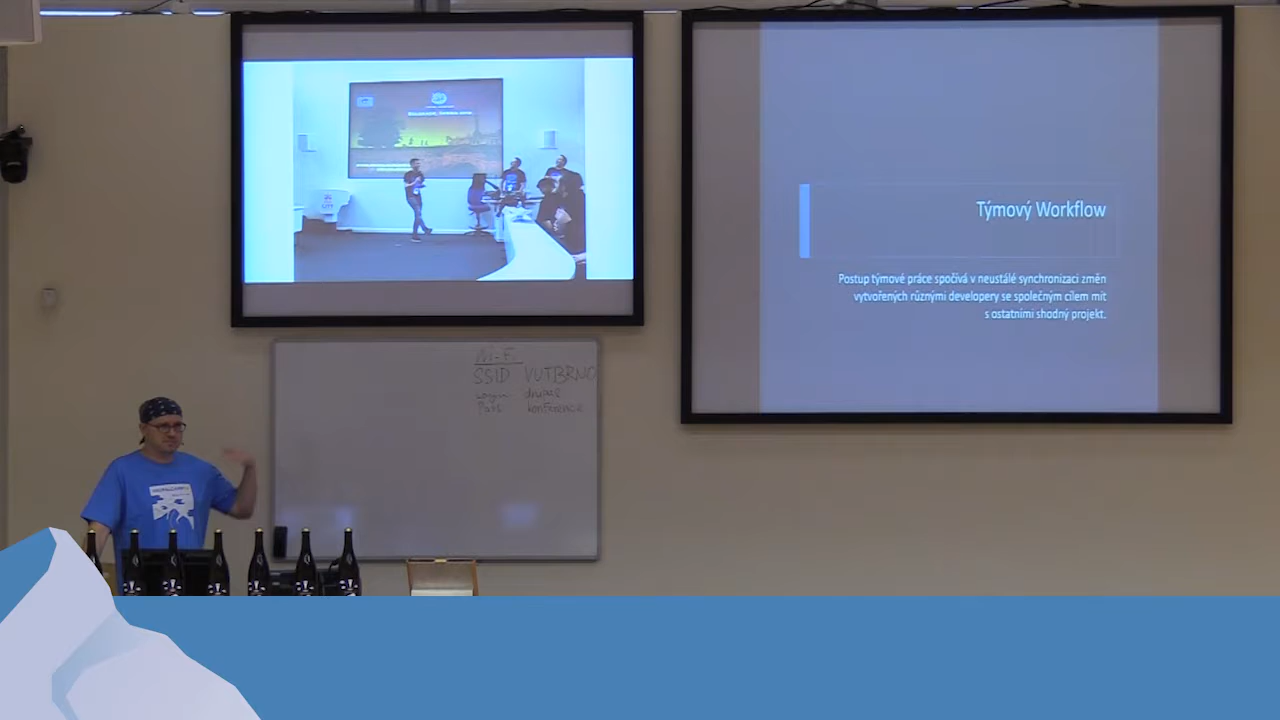 Týmový Workflow
Postup týmové práce spočívá v neustálé synchronizaci změn
vytvořených různými developery se společným cílem mít
s ostatními shodný projekt.
Wi-Fi
SSID VUTBRNO
Login drupal
Pass konference